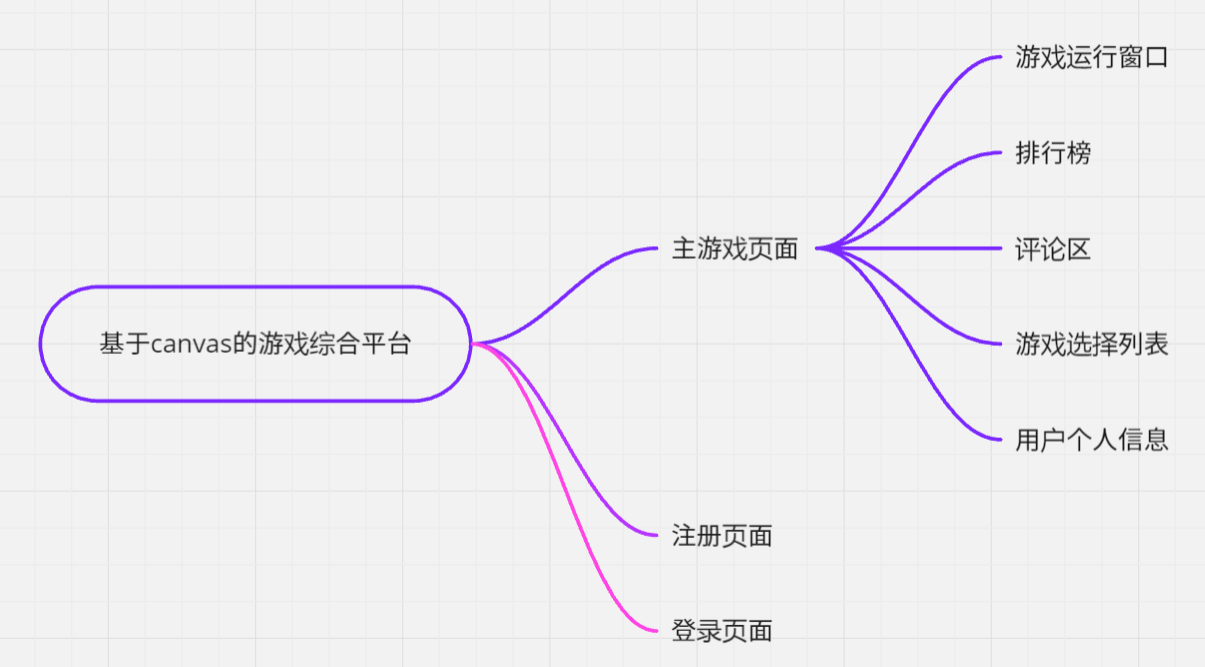 基于canvas的游戏综合平台
主游戏页面
游戏运行窗口
排行榜
评论区
游戏选择列表
用户个人信息
注册页面
登录页面